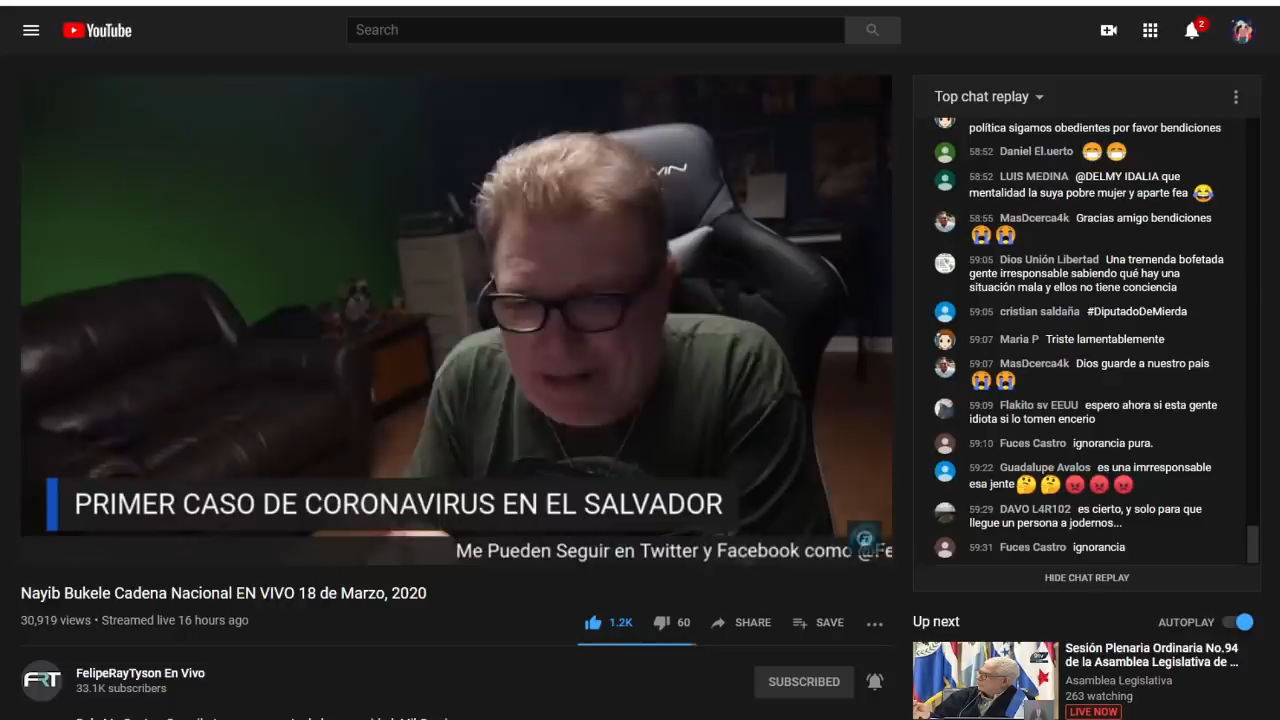 YouTube
Search
2
PRIMER CASO DE CORONAVIRUS EN EL SALVADOR
Me Pueden Seguir en Twitter y Facebook como @Fe
Nayib Bukele Cadena Nacional EN VIVO 18 de Marzo, 2020
30,919 views • Streamed live 16 hours ago
1.2K
60
SHARE
SAVE
FRT
FelipeRayTyson En Vivo
33.1K subscribers
SUBSCRIBED
Top chat replay
política sigamos obedientes por favor bendiciones
58:52 Daniel El.uerto 😷 😷
58:52 LUIS MEDINA @DELMY IDALIA que
mentalidad la suya pobre mujer y aparte fea 😂
58:55 MasDcerca4k Gracias amigo bendiciones
😭 😭
59:05 Dios Unión Libertad Una tremenda bofetada
gente irresponsable sabiendo qué hay una
situación mala y ellos no tiene conciencia
59:05 cristian saldaña #DiputadoDeMierda
59:07 Maria P Triste lamentablemente
59:07 MasDcerca4k Dios guarde a nuestro pais
😭 😭
59:09 Flakito sv EEUU espero ahora si esta gente
idiota si lo tomen encerio
59:10 Fuces Castro ignorancia pura.
59:22 Guadalupe Avalos es una imrresponsable
esa jente 🤔 🤔 😡 😡 😡
59:29 DAVO L4R102 es cierto, y solo para que
llegue un persona a jodernos...
59:31 Fuces Castro ignorancia
HIDE CHAT REPLAY
Up next
AUTOPLAY
Sesión Plenaria Ordinaria No.94
de la Asamblea Legislativa de ...
Asamblea Legislativa
263 watching
LIVE NOW